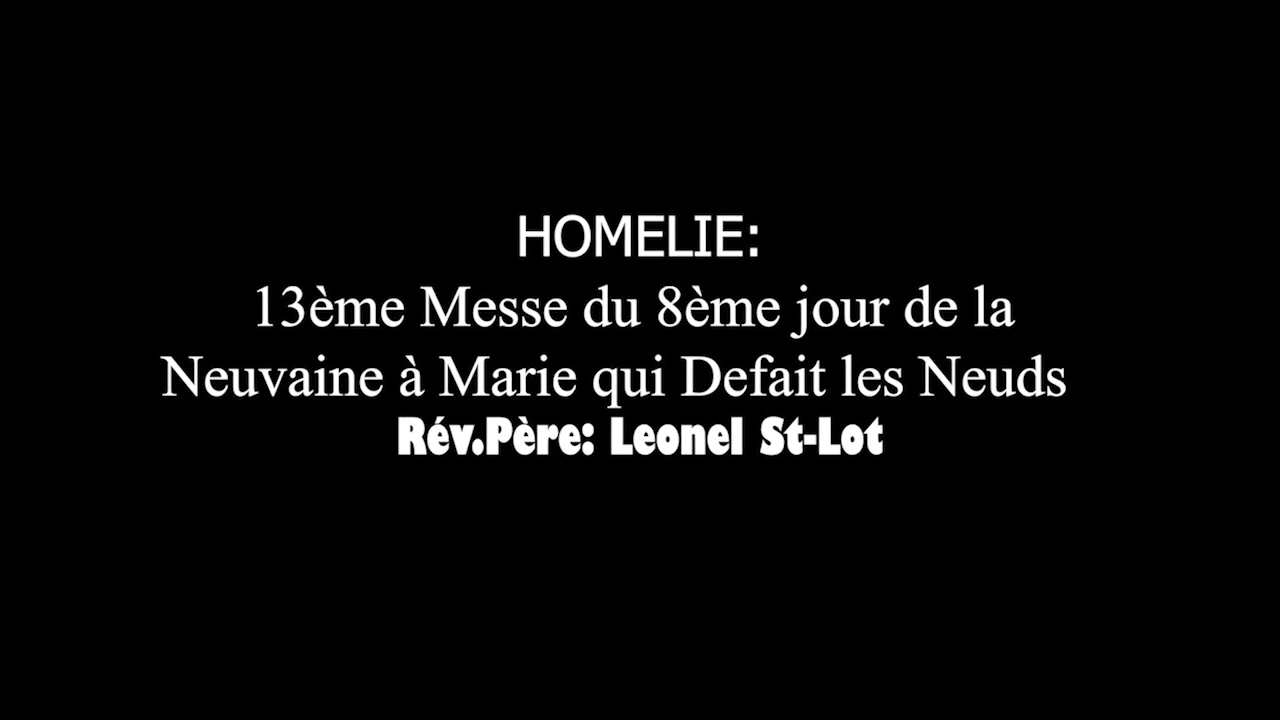 HOMELIE:
13ème Messe du 8ème jour de la
Neuvaine à Marie qui Defait les Neuds
Rév.Père: Leonel St-Lot